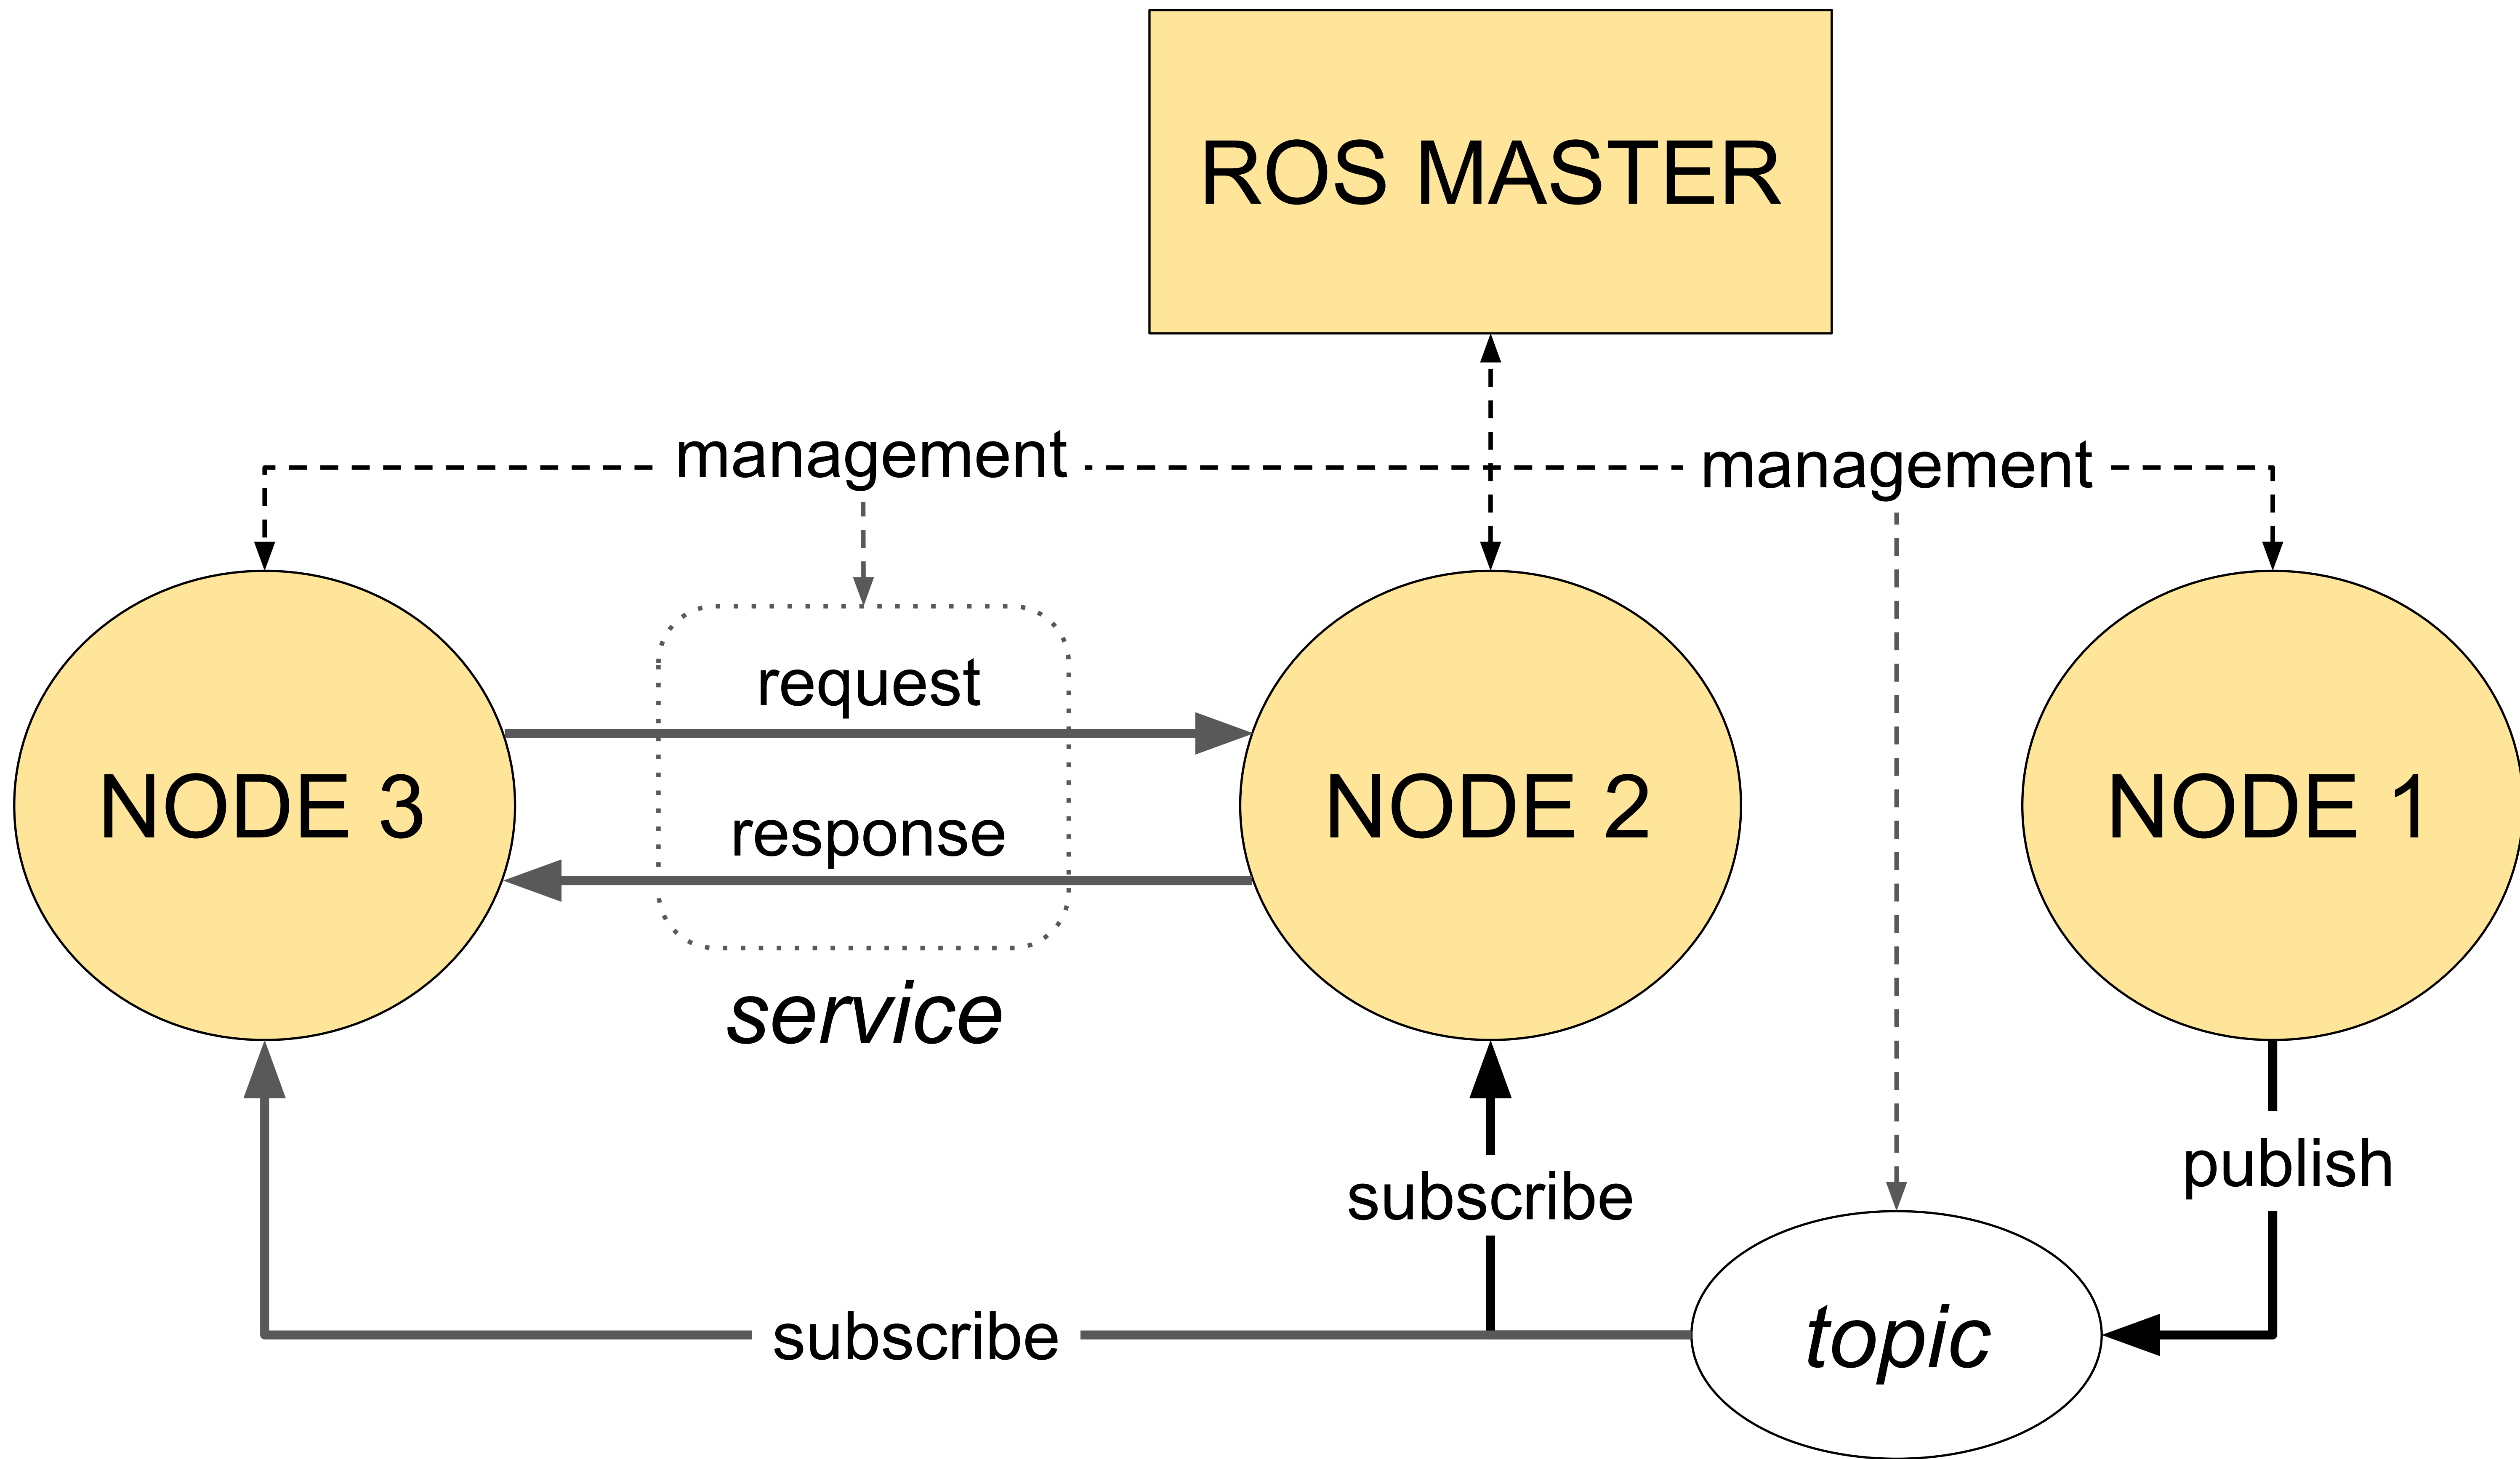 ROS MASTER
management
management
request
NODE 3
NODE 2
NODE 1
response
service
publish
subscribe
subscribe
topic